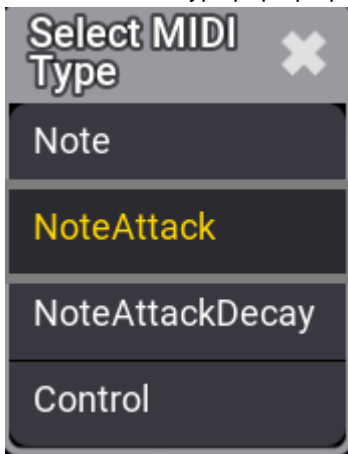 Select MIDI
Type
Note
NoteAttack
NoteAttackDecay
Control